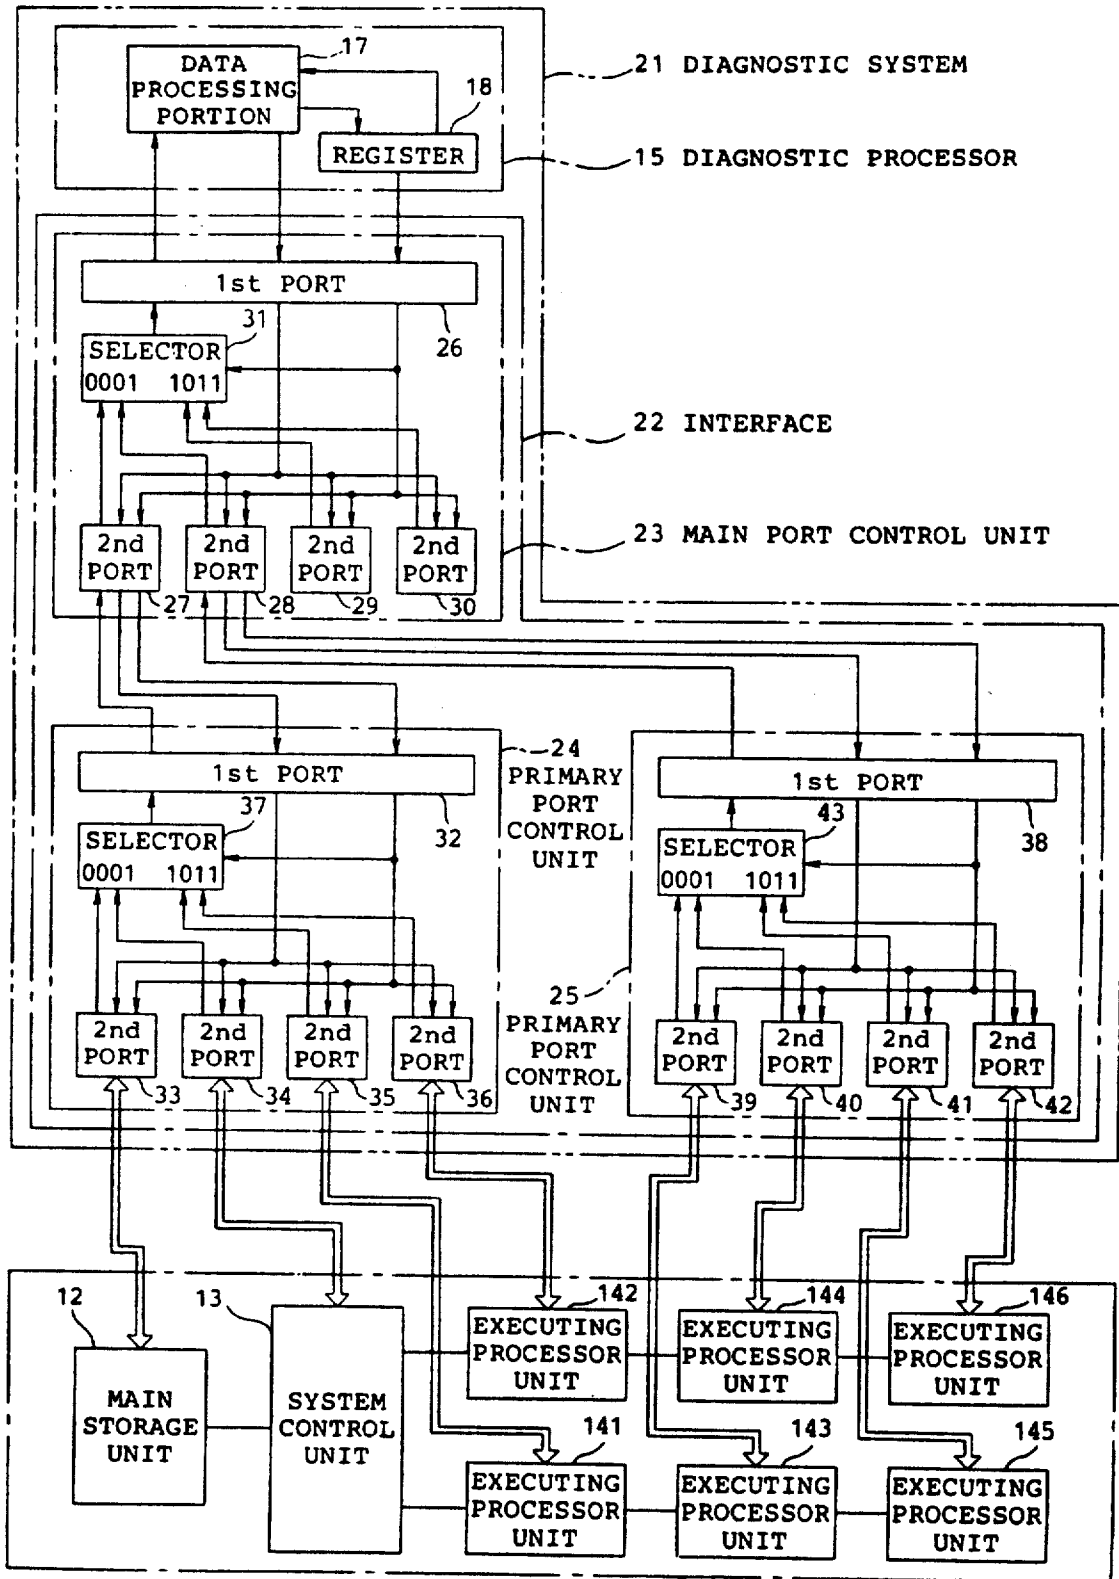 17
DATA
PROCESSING
PORTION
21 DIAGNOSTIC SYSTEM
18
REGISTER
15 DIAGNOSTIC PROCESSOR
1st PORT
26
31
SELECTOR
0001 1011
22 INTERFACE
2nd
PORT
27
2nd
PORT
28
2nd
PORT
29
2nd
PORT
30
23 MAIN PORT CONTROL UNIT
1st PORT
32
24
PRIMARY
PORT
CONTROL
UNIT
37
SELECTOR
0001 1011
1st PORT
38
43
SELECTOR
0001 1011
2nd
PORT
33
2nd
PORT
34
2nd
PORT
35
2nd
PORT
36
25
PRIMARY
PORT
CONTROL
UNIT
2nd
PORT
39
2nd
PORT
40
2nd
PORT
41
2nd
PORT
42
12
MAIN
STORAGE
UNIT
13
SYSTEM
CONTROL
UNIT
142
EXECUTING
PROCESSOR
UNIT
144
EXECUTING
PROCESSOR
UNIT
146
EXECUTING
PROCESSOR
UNIT
141
EXECUTING
PROCESSOR
UNIT
143
EXECUTING
PROCESSOR
UNIT
145
EXECUTING
PROCESSOR
UNIT